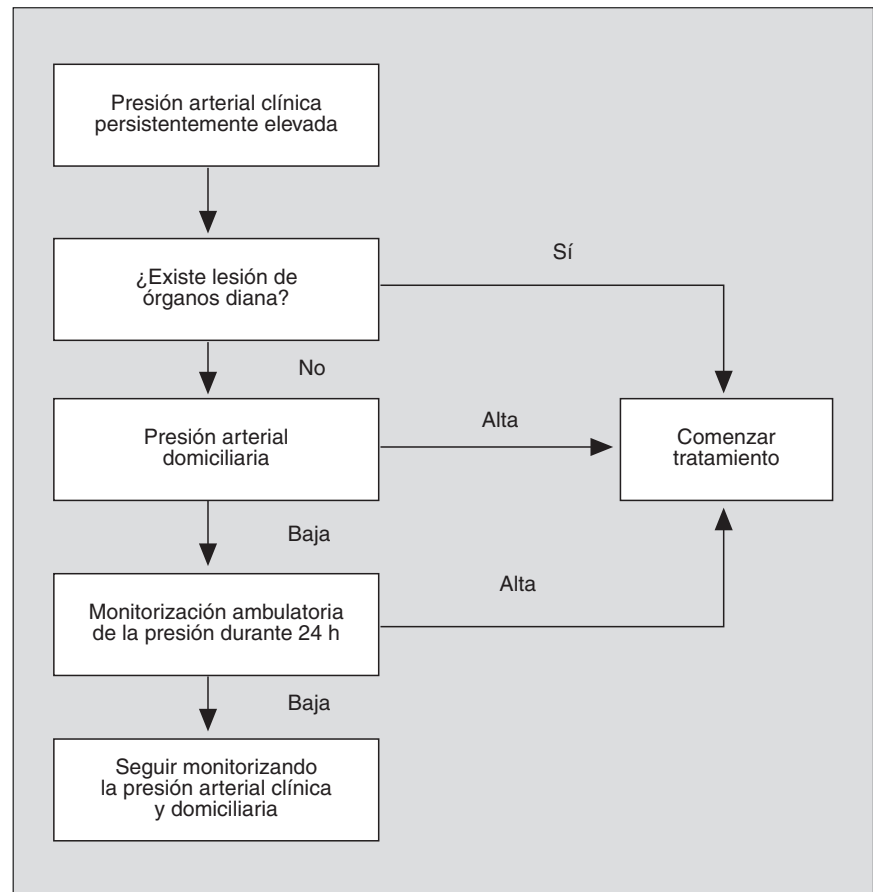 Presión arterial clínica
persistentemente elevada
¿Existe lesión de
órganos diana?
Sí
No
Presión arterial
domiciliaria
Alta
Comenzar
tratamiento
Baja
Monitorización ambulatoria
de la presión durante 24 h
Alta
Baja
Seguir monitorizando
la presión arterial clínica
y domiciliaria